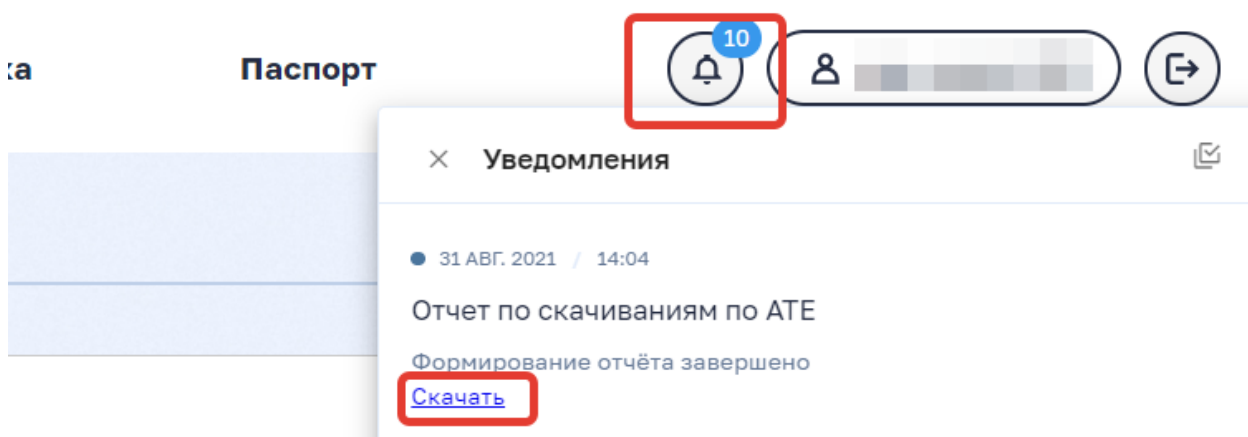 ка
Паспорт
10
Уведомления
31 АВГ. 2021 / 14:04
Отчет по скачиваниям по АТЕ
Формирование отчёта завершено
Скачать